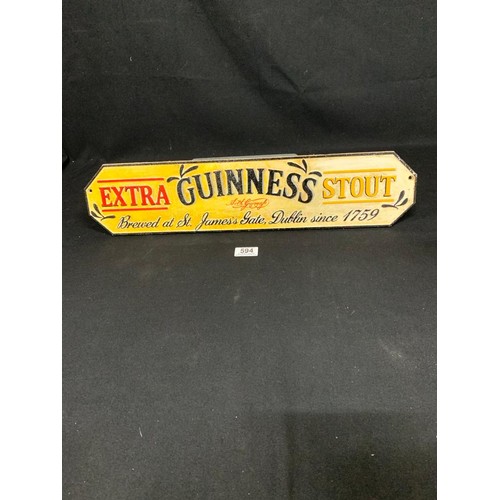 EXTRA GUINNESS STOUT
Brewed at St. James's Gate, Dublin since 1759
594